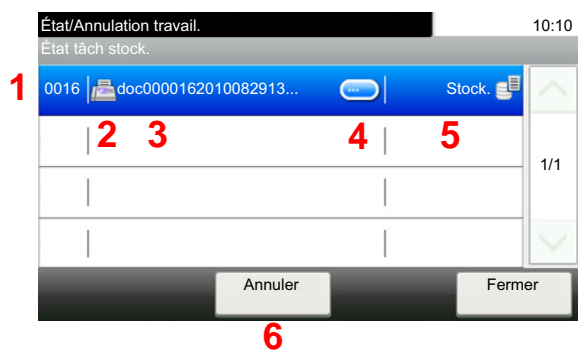 État/Annulation travail. 10:10
État tâch stock.
1 0016 doc0000162010082913... Stock.
2 3 4 5
1/1
Annuler Fermer
6